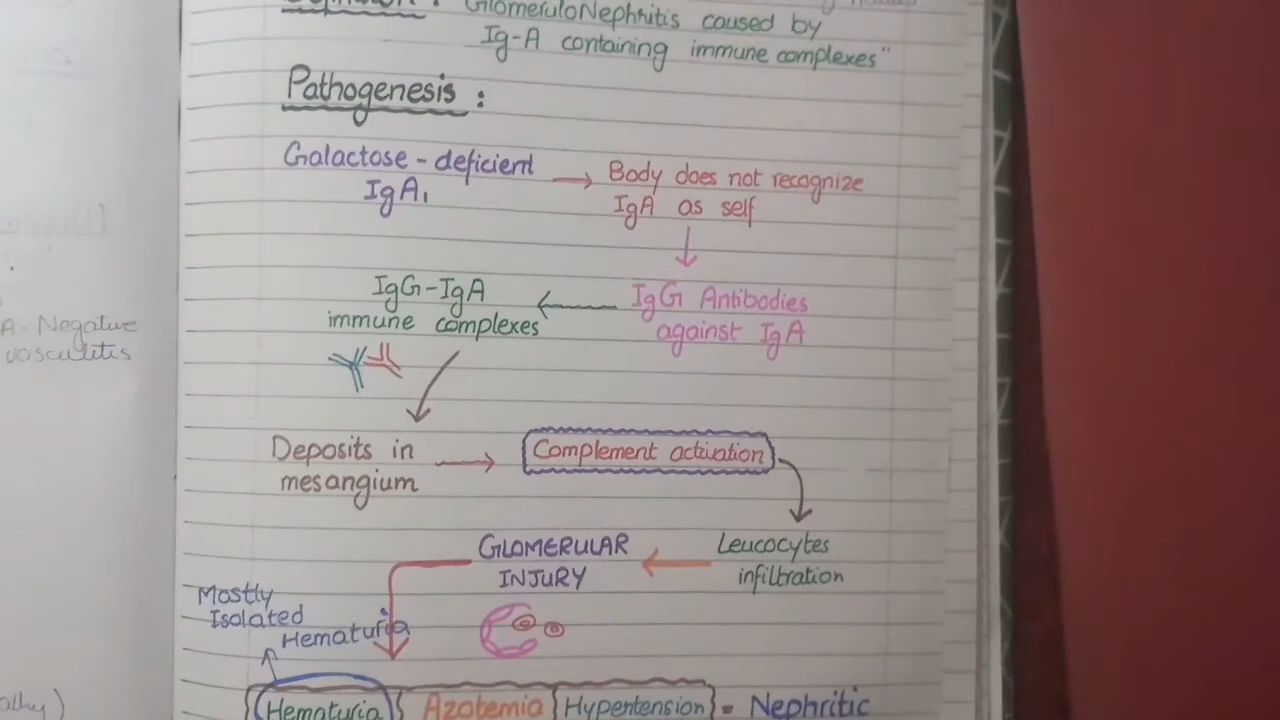 GlomeruloNephritis caused by
Ig-A containing immune complexes"
Pathogenesis :
Galactose-deficient
IgA1
Body does not recognize
IgA as self
IgG Antibodies
against IgA
IgG-IgA
immune complexes
Deposits in
mesangium
Complement activation
Leucocytes
infiltration
GLOMERULAR
INJURY
Mostly
Isolated
Hematuria
Hematuria Azotemia Hypertension = Nephritic
A-Negative
vasculitis